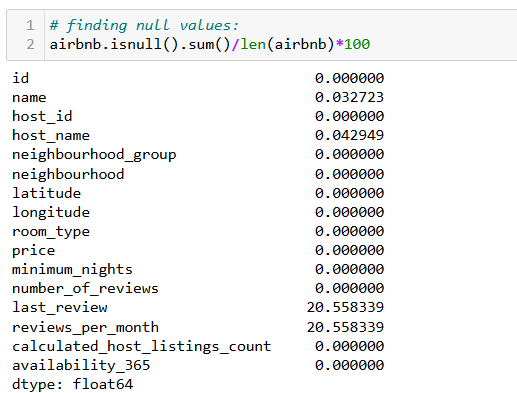 1 # finding null values:
2 airbnb.isnull().sum()/len(airbnb)*100
id 0.000000
name 0.032723
host_id 0.000000
host_name 0.042949
neighbourhood_group 0.000000
neighbourhood 0.000000
latitude 0.000000
longitude 0.000000
room_type 0.000000
price 0.000000
minimum_nights 0.000000
number_of_reviews 0.000000
last_review 20.558339
reviews_per_month 20.558339
calculated_host_listings_count 0.000000
availability_365 0.000000
dtype: float64